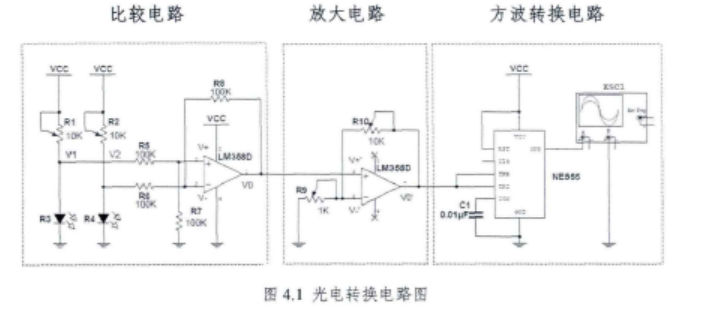 比较电路 放大电路 方波转换电路
VCC VCC
R8
100K
VCC
VCC
XSC1
R1
10K
R2
10K
R10
10K
V1 V2
R5
100K
V+
LM358D
V+'
LM358D
R6
100K
V-
V0
R9
1K
V-'
V0'
NE555
R3
R4
R7
100K
C1
0.01μF
图 4.1 光电转换电路图